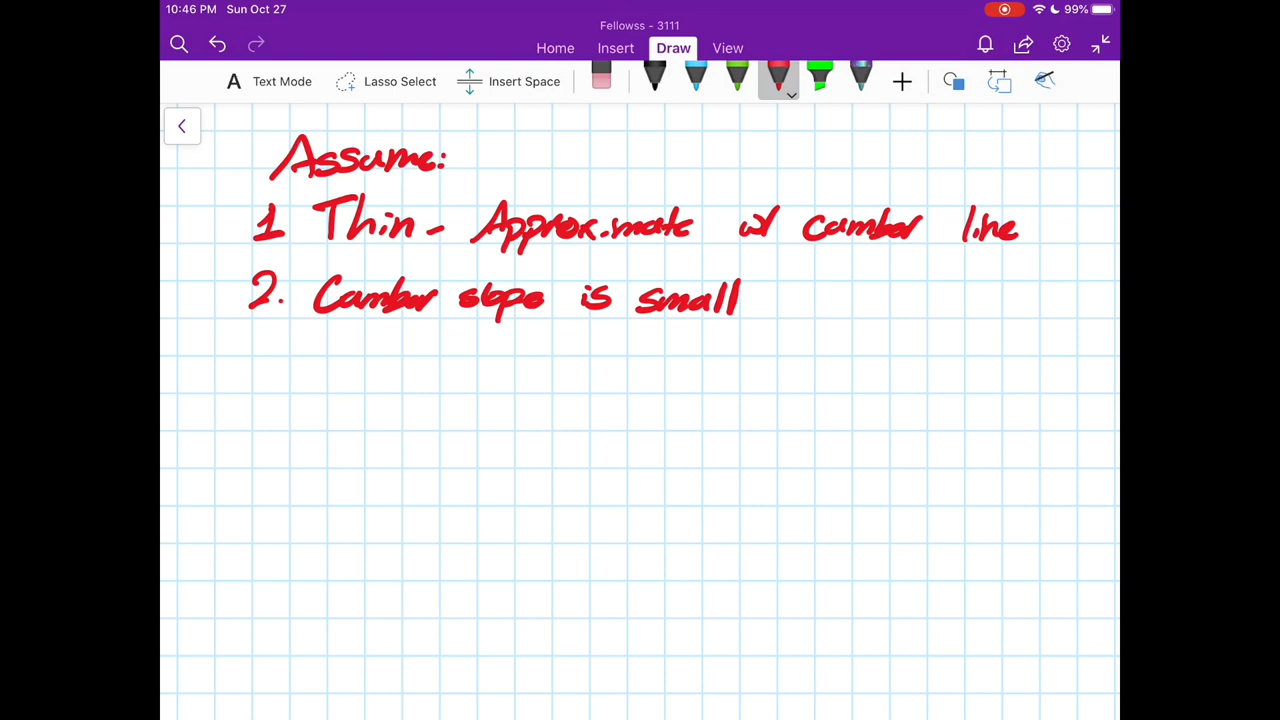 10:46 PM Sun Oct 27
99%
Fellowss - 3111
Home Insert Draw View
A Text Mode Lasso Select Insert Space
Assume:
1 Thin - Approximate w/ camber line
2. Camber slope is small